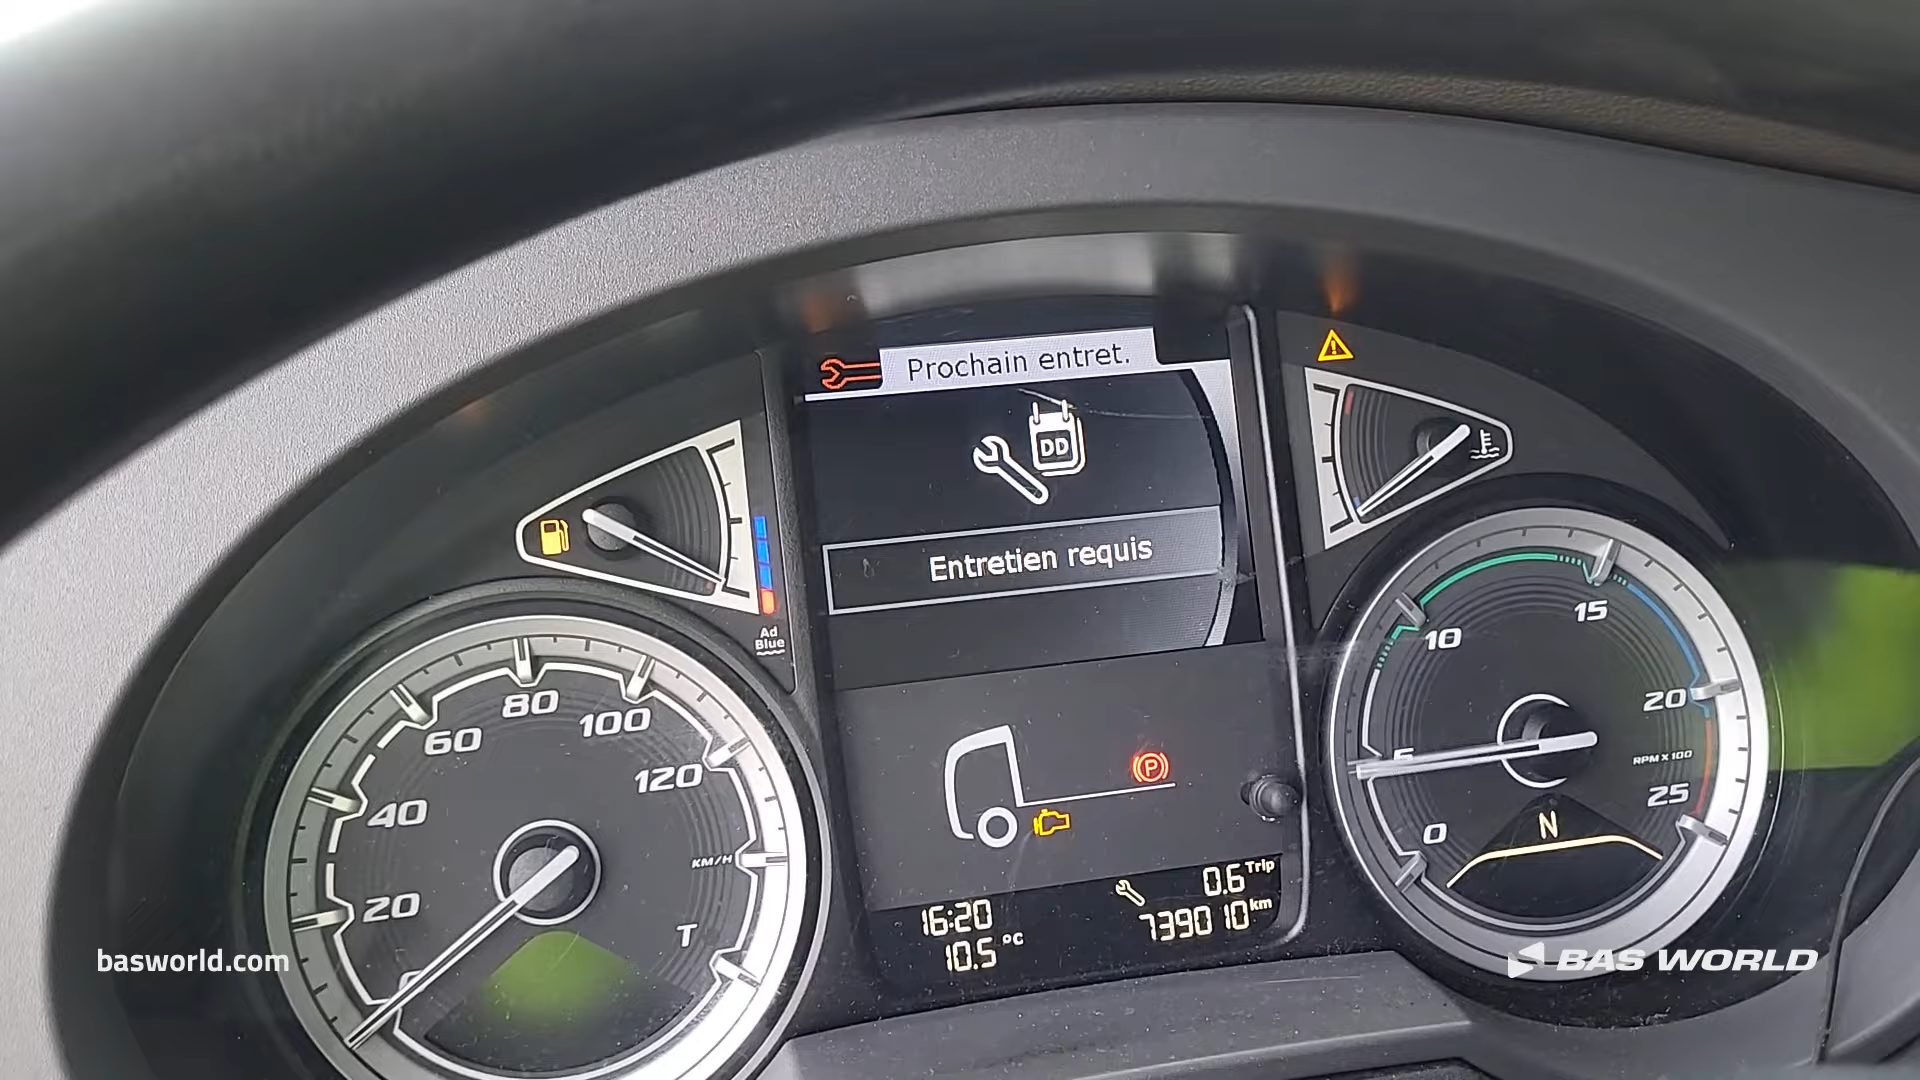 Prochain entret.
DD
Entretien requis
Ad
Blue
20
40
60
80
100
120
KM/H
T
0
5
10
15
20
25
RPM X 100
N
P
0.6 Trip
16:20
739010 km
10.5 °C
basworld.com
BAS WORLD